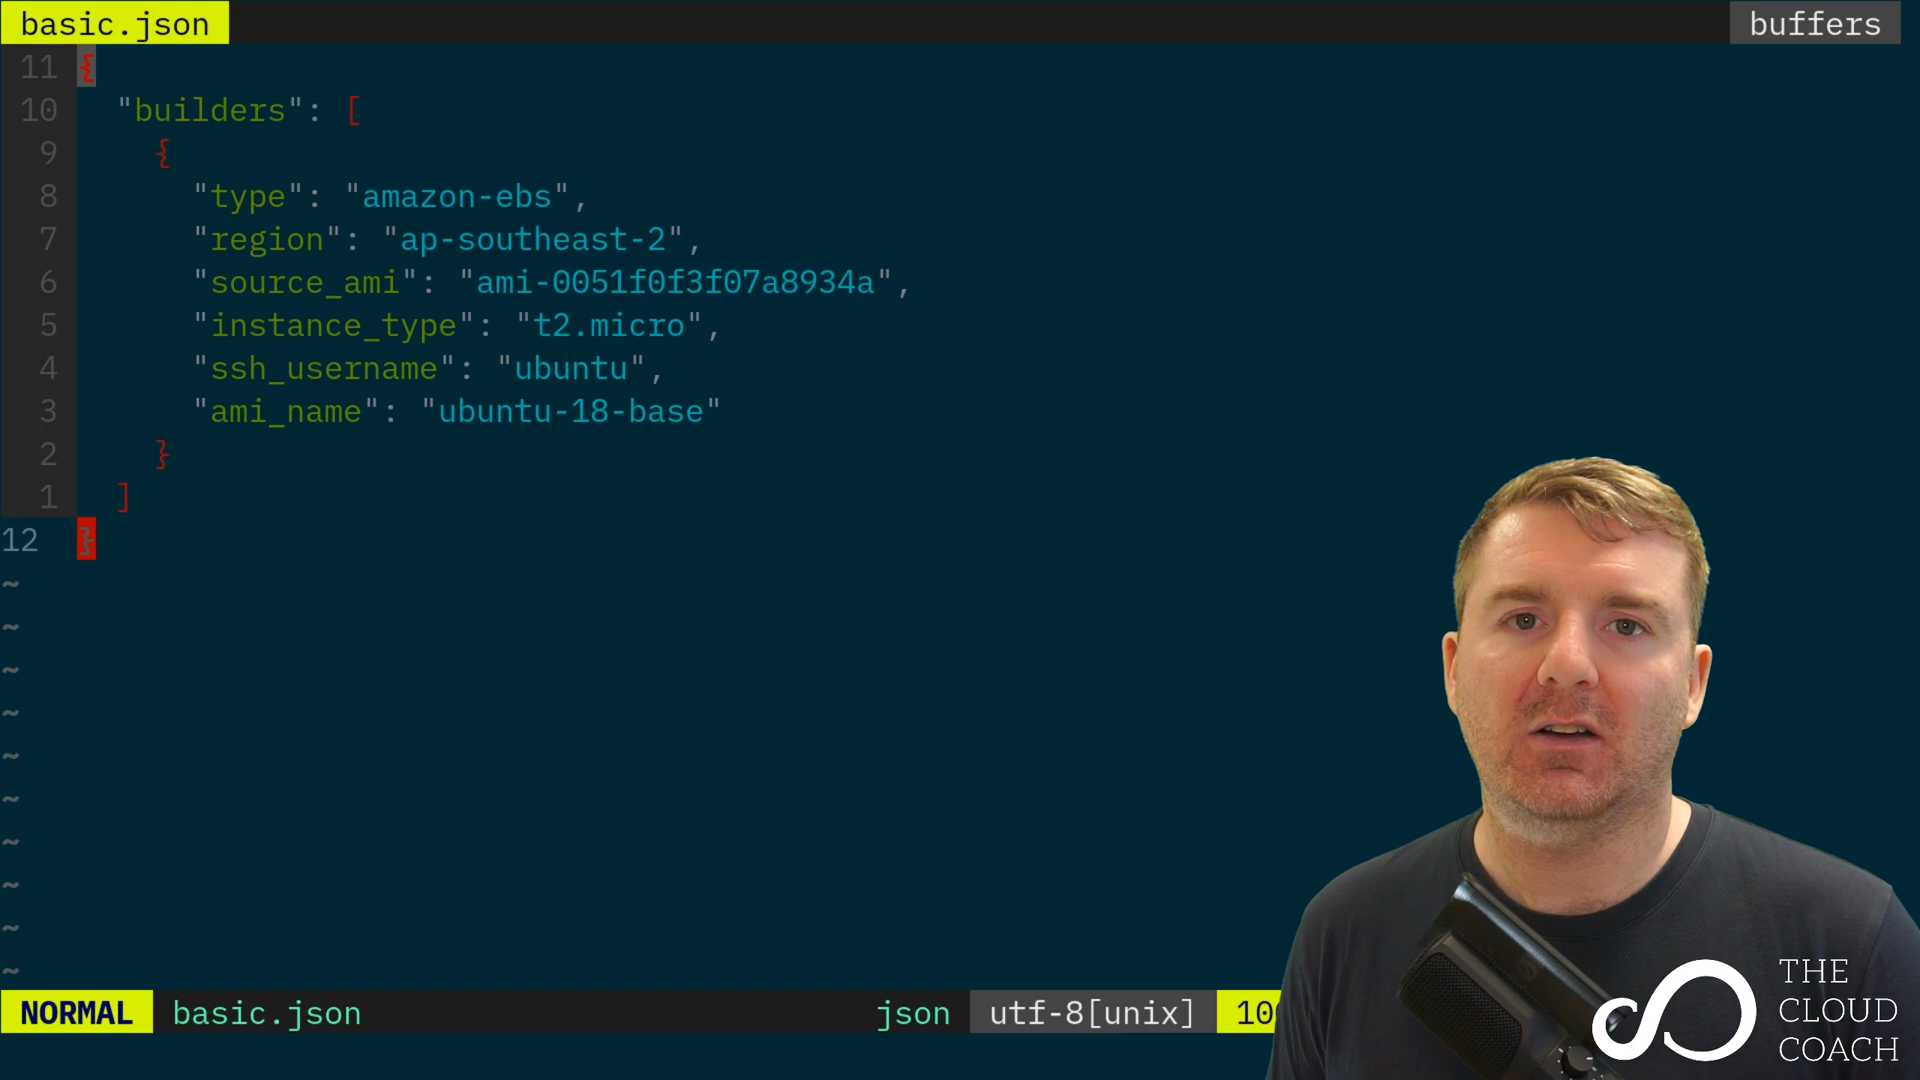 basic.json buffers
11 {
10 "builders": [
9 {
8 "type": "amazon-ebs",
7 "region": "ap-southeast-2",
6 "source_ami": "ami-0051f0f3f07a8934a",
5 "instance_type": "t2.micro",
4 "ssh_username": "ubuntu",
3 "ami_name": "ubuntu-18-base"
2 }
1 ]
12 }
~
~
~
~
~
~
~
~
~
~
NORMAL basic.json json utf-8[unix] 10
THE
CLOUD
COACH